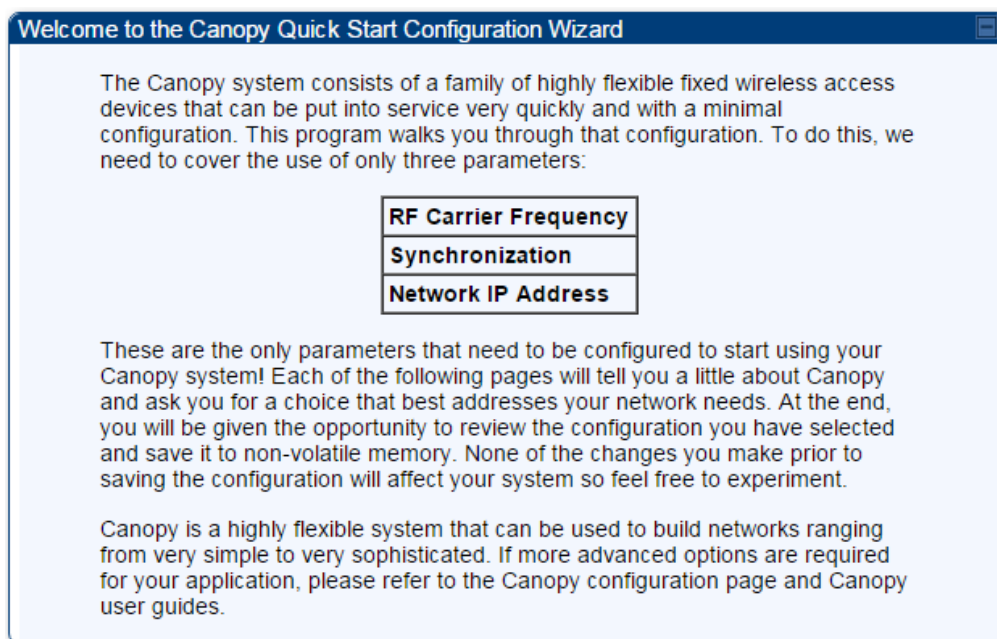 Welcome to the Canopy Quick Start Configuration Wizard
The Canopy system consists of a family of highly flexible fixed wireless access
devices that can be put into service very quickly and with a minimal
configuration. This program walks you through that configuration. To do this, we
need to cover the use of only three parameters:
RF Carrier Frequency
Synchronization
Network IP Address
These are the only parameters that need to be configured to start using your
Canopy system! Each of the following pages will tell you a little about Canopy
and ask you for a choice that best addresses your network needs. At the end,
you will be given the opportunity to review the configuration you have selected
and save it to non-volatile memory. None of the changes you make prior to
saving the configuration will affect your system so feel free to experiment.
Canopy is a highly flexible system that can be used to build networks ranging
from very simple to very sophisticated. If more advanced options are required
for your application, please refer to the Canopy configuration page and Canopy
user guides.